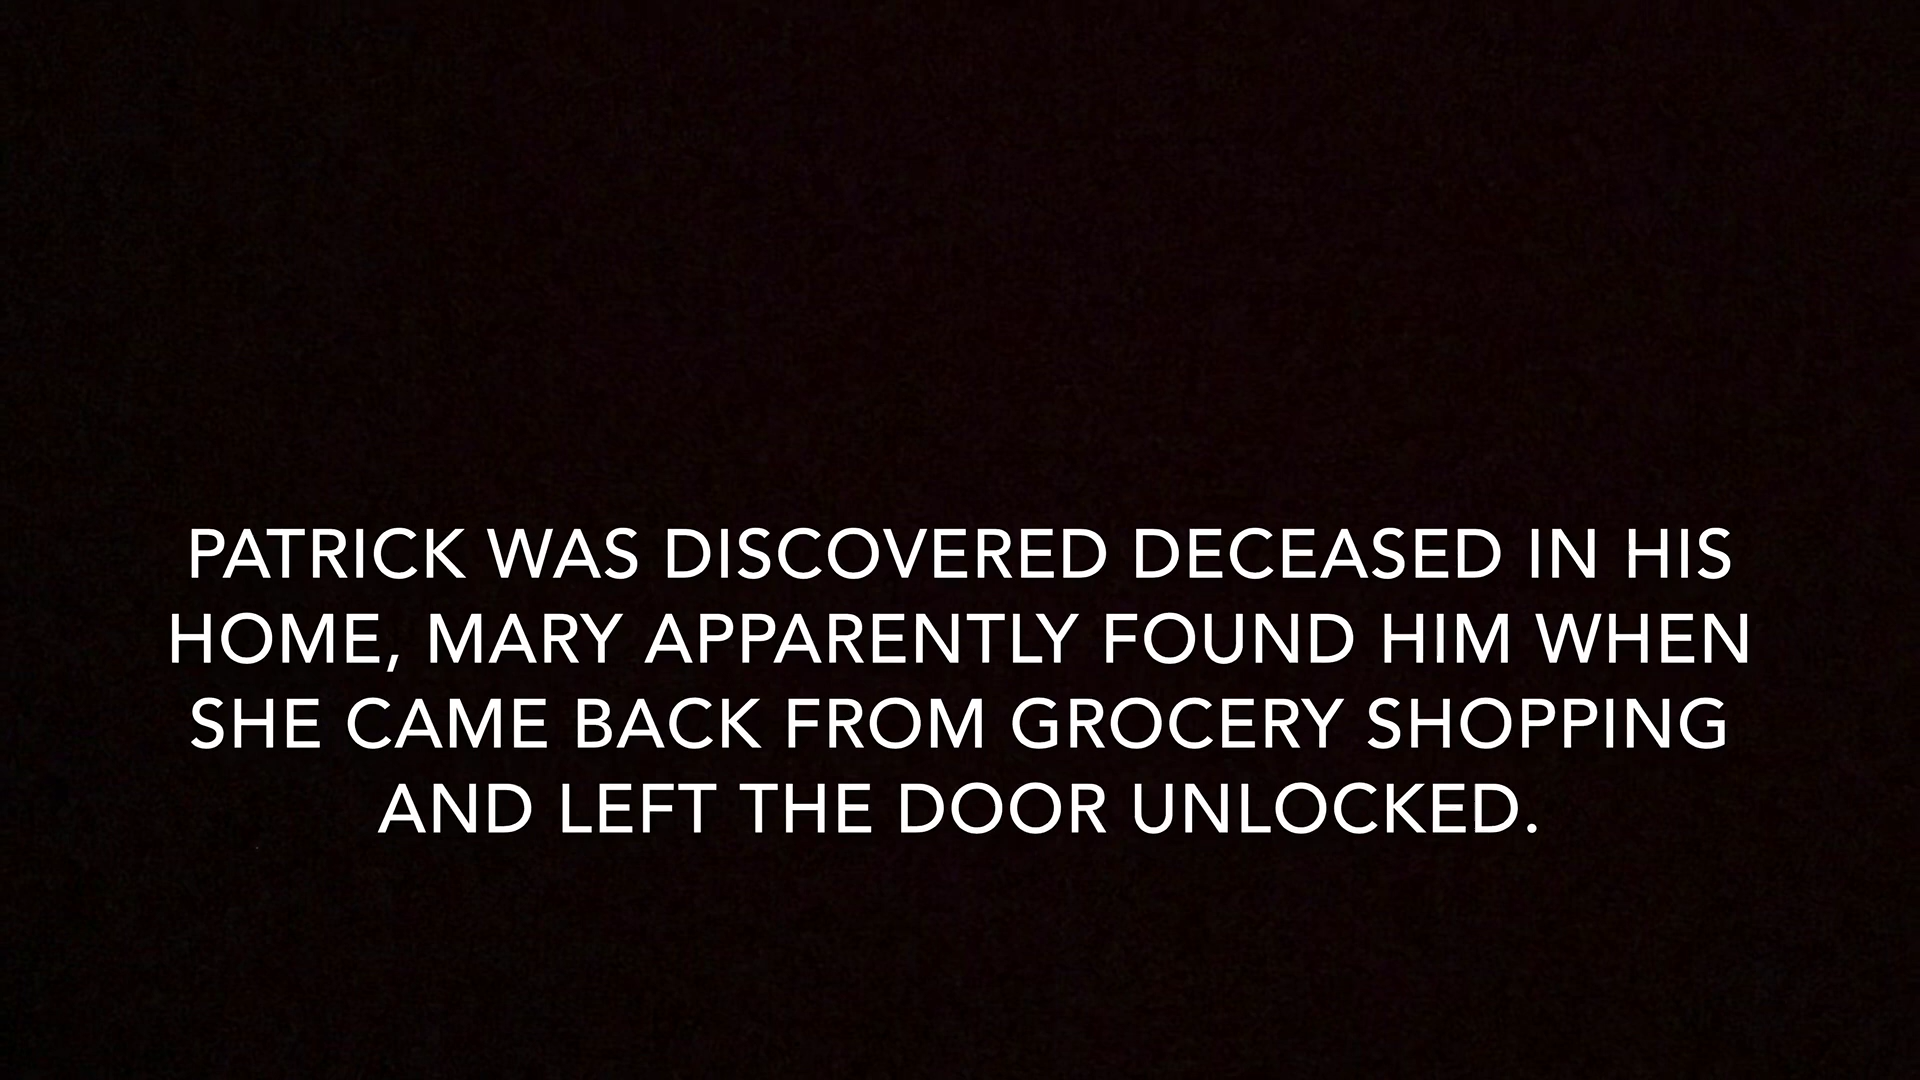 PATRICK WAS DISCOVERED DECEASED IN HIS
HOME, MARY APPARENTLY FOUND HIM WHEN
SHE CAME BACK FROM GROCERY SHOPPING
AND LEFT THE DOOR UNLOCKED.